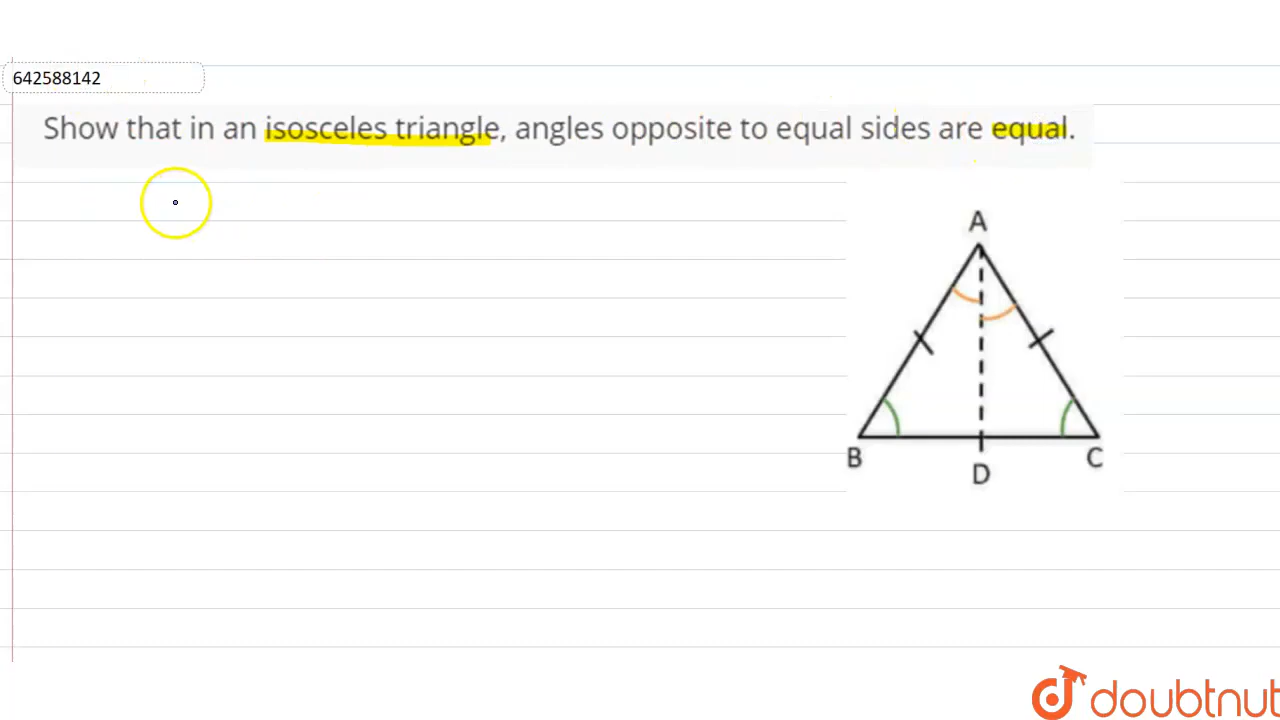 642588142
Show that in an isosceles triangle, angles opposite to equal sides are equal.
A
B
C
D
doubtnut